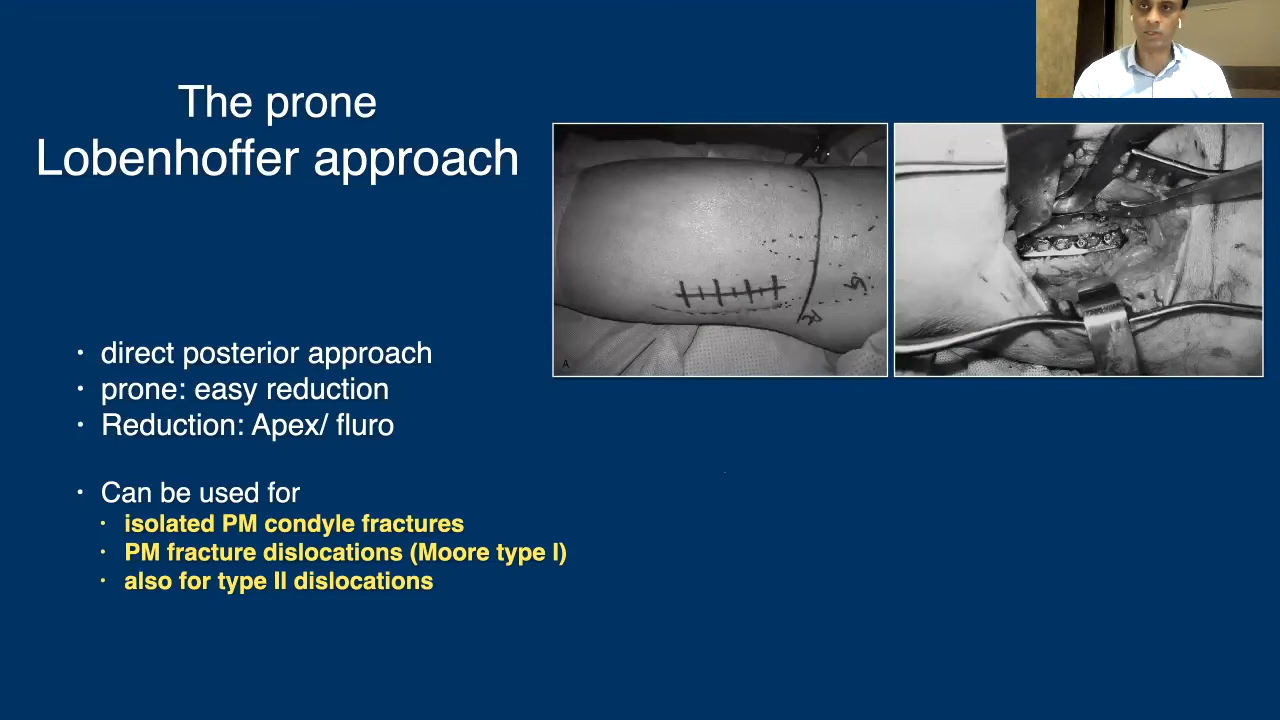 The prone
Lobenhoffer approach
• direct posterior approach
• prone: easy reduction
• Reduction: Apex/ fluro
• Can be used for
• isolated PM condyle fractures
• PM fracture dislocations (Moore type I)
• also for type II dislocations
A